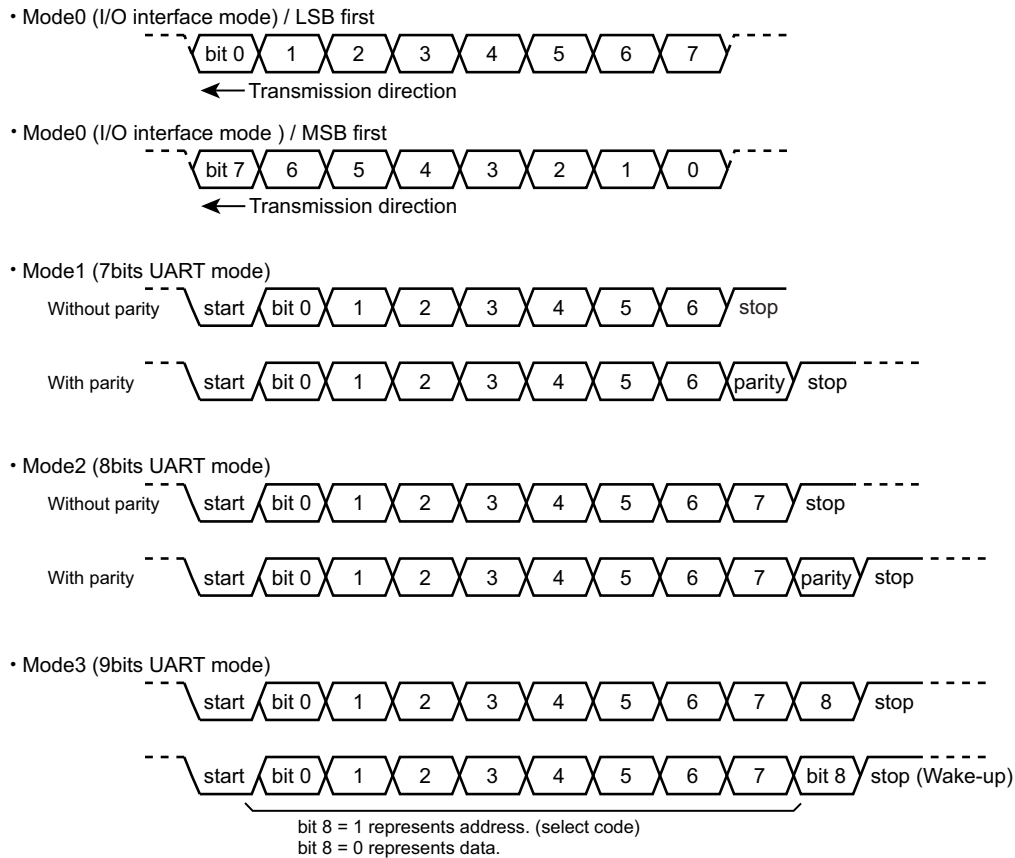 ・Mode0 (I/O interface mode) / LSB first
bit 0 1 2 3 4 5 6 7
Transmission direction
・Mode0 (I/O interface mode ) / MSB first
bit 7 6 5 4 3 2 1 0
Transmission direction
・Mode1 (7bits UART mode)
Without parity start bit 0 1 2 3 4 5 6 stop
With parity start bit 0 1 2 3 4 5 6 parity stop
・Mode2 (8bits UART mode)
Without parity start bit 0 1 2 3 4 5 6 7 stop
With parity start bit 0 1 2 3 4 5 6 7 parity stop
・Mode3 (9bits UART mode)
start bit 0 1 2 3 4 5 6 7 8 stop
start bit 0 1 2 3 4 5 6 7 bit 8 stop (Wake-up)
bit 8 = 1 represents address. (select code)
bit 8 = 0 represents data.